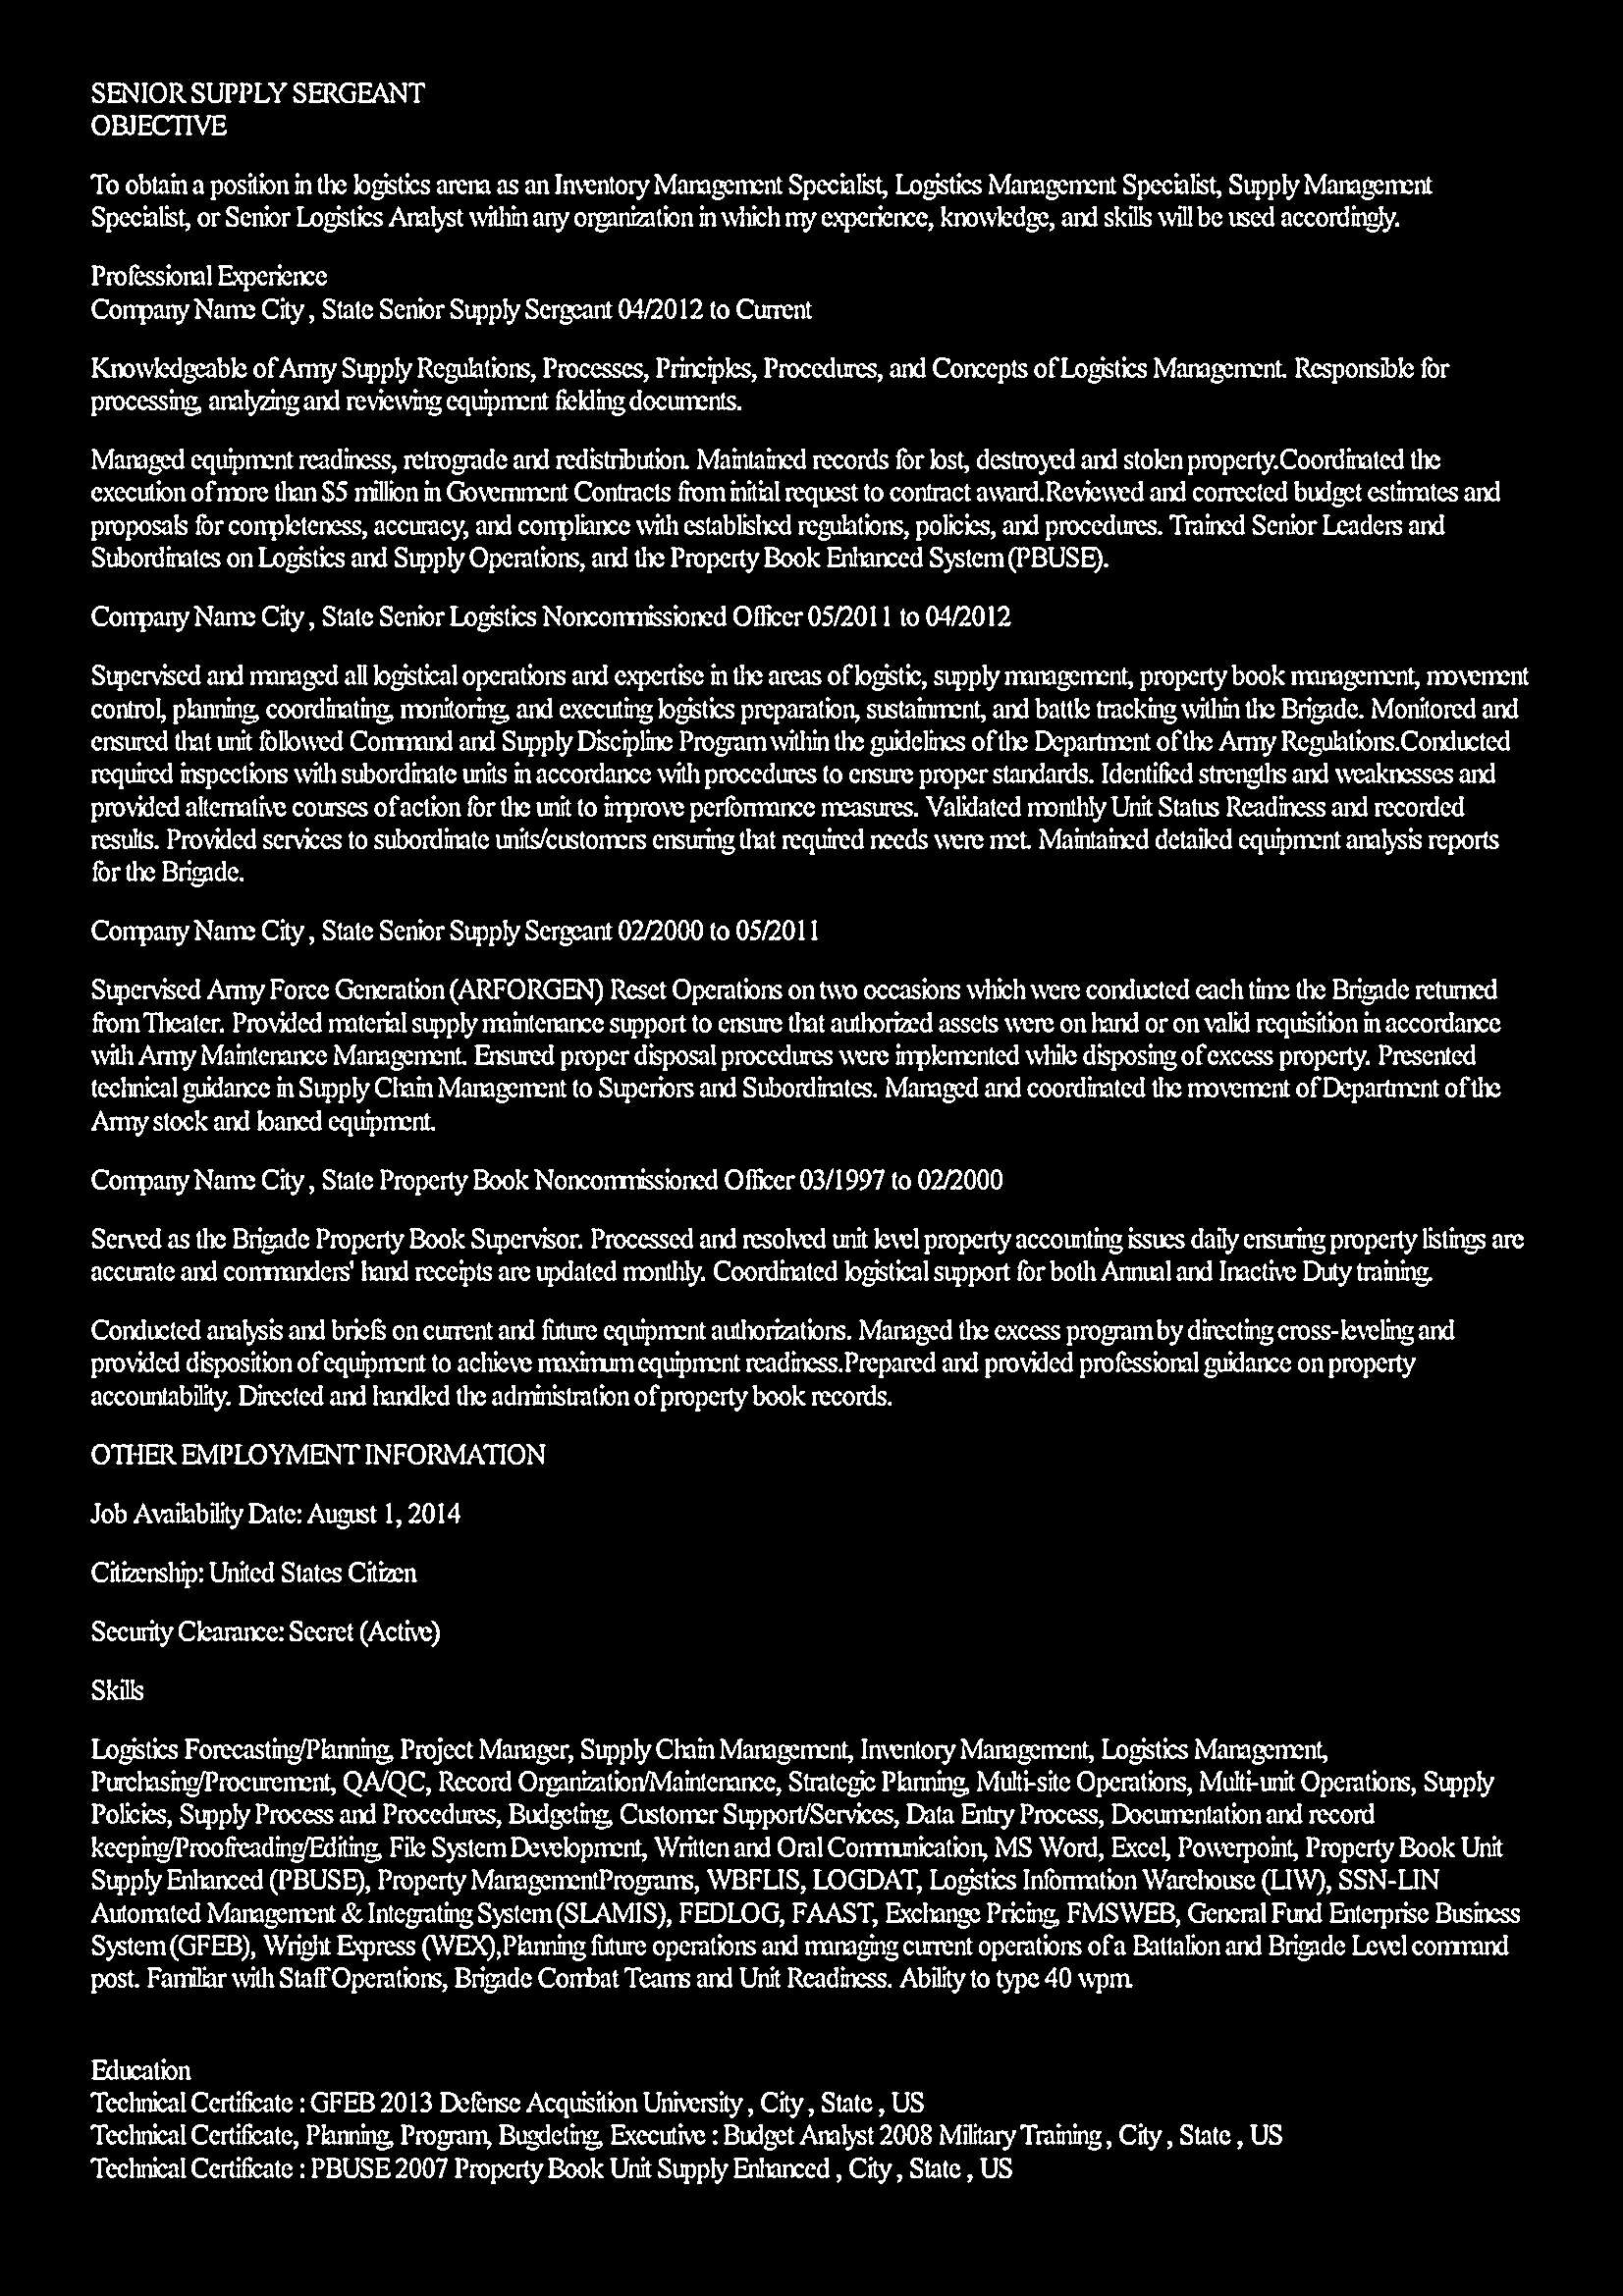 SENIOR SUPPLY SERGEANT
OBJECTIVE
To obtain a position in the logistics arena as an Inventory Management Specialist, Logistics Management Specialist, Supply Management
Specialist, or Senior Logistics Analyst within any organization in which my experience, knowledge, and skills will be used accordingly.
Professional Experience
Company Name City , State Senior Supply Sergeant 04/2012 to Current
Knowledgeable of Army Supply Regulations, Processes, Principles, Procedures, and Concepts of Logistics Management. Responsible for
processing, analyzing and reviewing equipment fielding documents.
Managed equipment readiness, retrograde and redistribution. Maintained records for lost, destroyed and stolen property.Coordinated the
execution of more than $5 million in Government Contracts from initial request to contract award.Reviewed and corrected budget estimates and
proposals for completeness, accuracy, and compliance with established regulations, policies, and procedures. Trained Senior Leaders and
Subordinates on Logistics and Supply Operations, and the Property Book Enhanced System (PBUSE).
Company Name City , State Senior Logistics Noncommissioned Officer 05/2011 to 04/2012
Supervised and managed all logistical operations and expertise in the areas of logistic, supply management, property book management, movement
control, planning, coordinating, monitoring, and executing logistics preparation, sustainment, and battle tracking within the Brigade. Monitored and
ensured that unit followed Command and Supply Discipline Program within the guidelines of the Department of the Army Regulations.Conducted
required inspections with subordinate units in accordance with procedures to ensure proper standards. Identified strengths and weaknesses and
provided alternative courses of action for the unit to improve performance measures. Validated monthly Unit Status Readiness and recorded
results. Provided services to subordinate units/customers ensuring that required needs were met. Maintained detailed equipment analysis reports
for the Brigade.
Company Name City , State Senior Supply Sergeant 02/2000 to 05/2011
Supervised Army Force Generation (ARFORGEN) Reset Operations on two occasions which were conducted each time the Brigade returned
from Theater. Provided material supply maintenance support to ensure that authorized assets were on hand or on valid requisition in accordance
with Army Maintenance Management. Ensured proper disposal procedures were implemented while disposing of excess property. Presented
technical guidance in Supply Chain Management to Superiors and Subordinates. Managed and coordinated the movement of Department of the
Army stock and loaned equipment.
Company Name City , State Property Book Noncommissioned Officer 03/1997 to 02/2000
Served as the Brigade Property Book Supervisor. Processed and resolved unit level property accounting issues daily ensuring property listings are
accurate and commanders' hand receipts are updated monthly. Coordinated logistical support for both Annual and Inactive Duty training.
Conducted analysis and briefs on current and future equipment authorizations. Managed the excess program by directing cross-leveling and
provided disposition of equipment to achieve maximum equipment readiness.Prepared and provided professional guidance on property
accountability. Directed and handled the administration of property book records.
OTHER EMPLOYMENT INFORMATION
Job Availability Date: August 1, 2014
Citizenship: United States Citizen
Security Clearance: Secret (Active)
Skills
Logistics Forecasting/Planning, Project Manager, Supply Chain Management, Inventory Management, Logistics Management,
Purchasing/Procurement, QA/QC, Record Organization/Maintenance, Strategic Planning, Multi-site Operations, Multi-unit Operations, Supply
Policies, Supply Process and Procedures, Budgeting, Customer Support/Services, Data Entry Process, Documentation and record
keeping/Proofreading/Editing, File System Development, Written and Oral Communication, MS Word, Excel, Powerpoint, Property Book Unit
Supply Enhanced (PBUSE), Property ManagementPrograms, WBFLIS, LOGDAT, Logistics Information Warehouse (LIW), SSN-LIN
Automated Management & Integrating System (SLAMIS), FEDLOG, FAAST, Exchange Pricing, FMSWEB, General Fund Enterprise Business
System (GFEB), Wright Express (WEX),Planning future operations and managing current operations of a Battalion and Brigade Level command
post. Familiar with Staff Operations, Brigade Combat Teams and Unit Readiness. Ability to type 40 wpm.
Education
Technical Certificate : GFEB 2013 Defense Acquisition University , City , State , US
Technical Certificate, Planning, Program, Bugdeting, Executive : Budget Analyst 2008 Military Training , City , State , US
Technical Certificate : PBUSE 2007 Property Book Unit Supply Enhanced , City , State , US